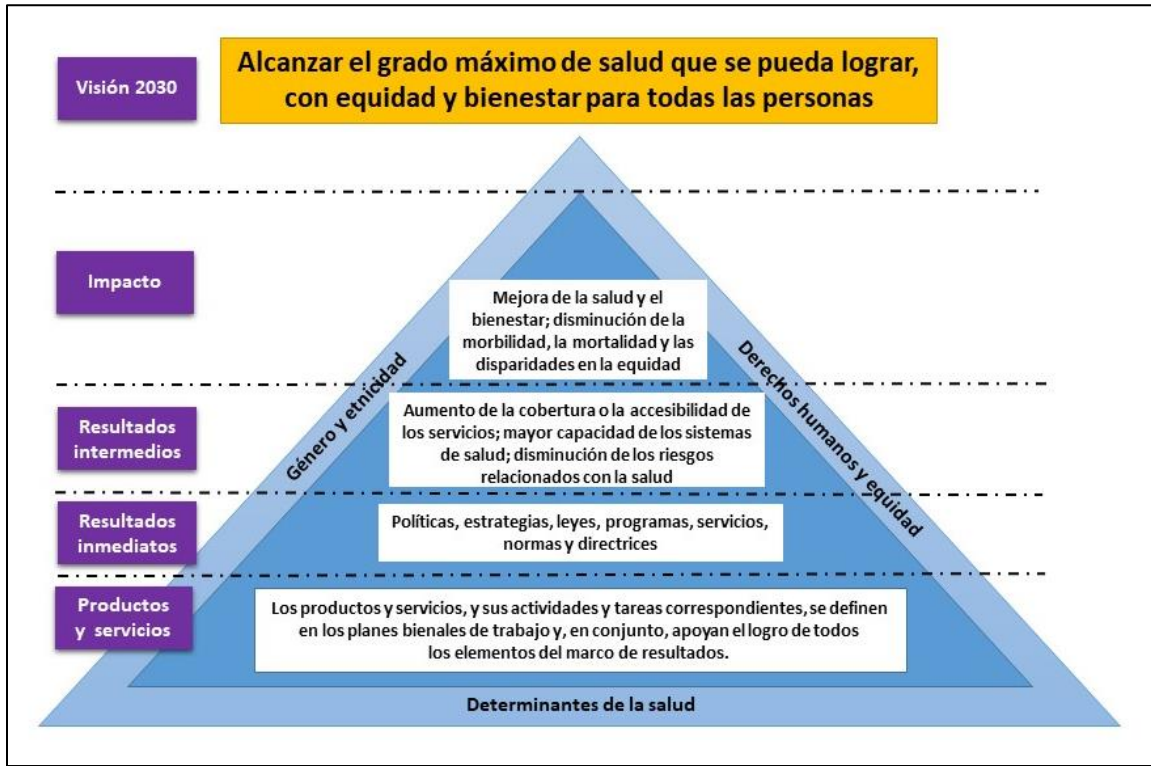 Visión 2030
Alcanzar el grado máximo de salud que se pueda lograr,
con equidad y bienestar para todas las personas
Impacto
Mejora de la salud y el
bienestar; disminución de la
morbilidad, la mortalidad y las
disparidades en la equidad
Género y etnicidad
Derechos humanos y equidad
Resultados
intermedios
Aumento de la cobertura o la accesibilidad de
los servicios; mayor capacidad de los sistemas
de salud; disminución de los riesgos
relacionados con la salud
Resultados
inmediatos
Políticas, estrategias, leyes, programas, servicios,
normas y directrices
Productos
y servicios
Los productos y servicios, y sus actividades y tareas correspondientes, se definen
en los planes bienales de trabajo y, en conjunto, apoyan el logro de todos
los elementos del marco de resultados.
Determinantes de la salud